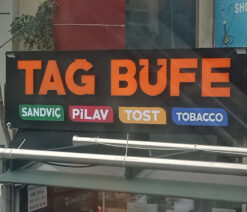 TAG BÜFE
SANDVİÇ PİLAV TOST TOBACCO